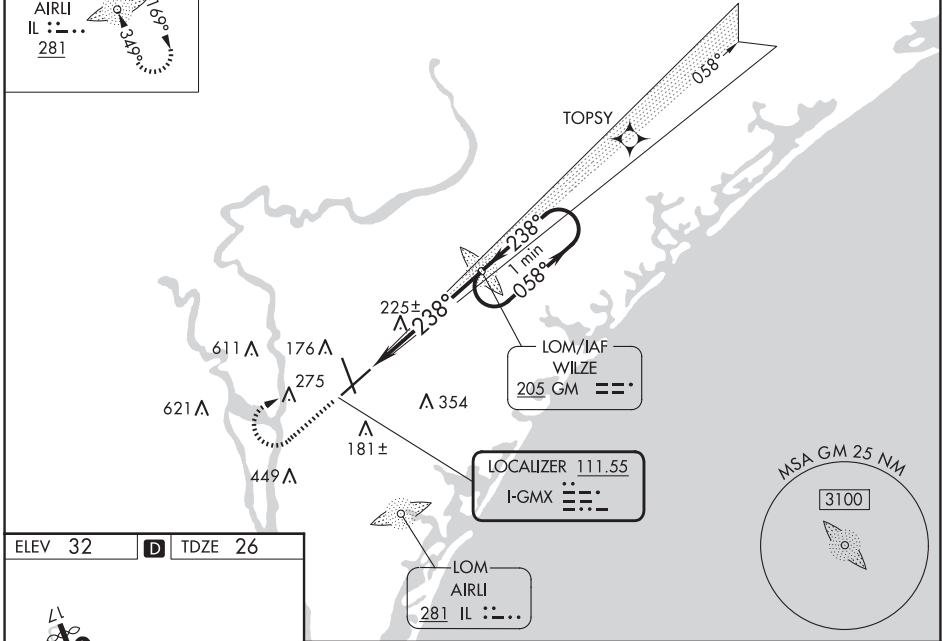 AIRLI
IL
281
349°
169°
058°
TOPSY
238°
1 min
058°
225±
238°
611
176
275
621
354
181±
449
LOM/IAF
WILZE
205 GM
LOCALIZER 111.55
I-GMX
MSA GM 25 NM
3100
LOM
AIRLI
281 IL
ELEV 32
D
TDZE 26
17